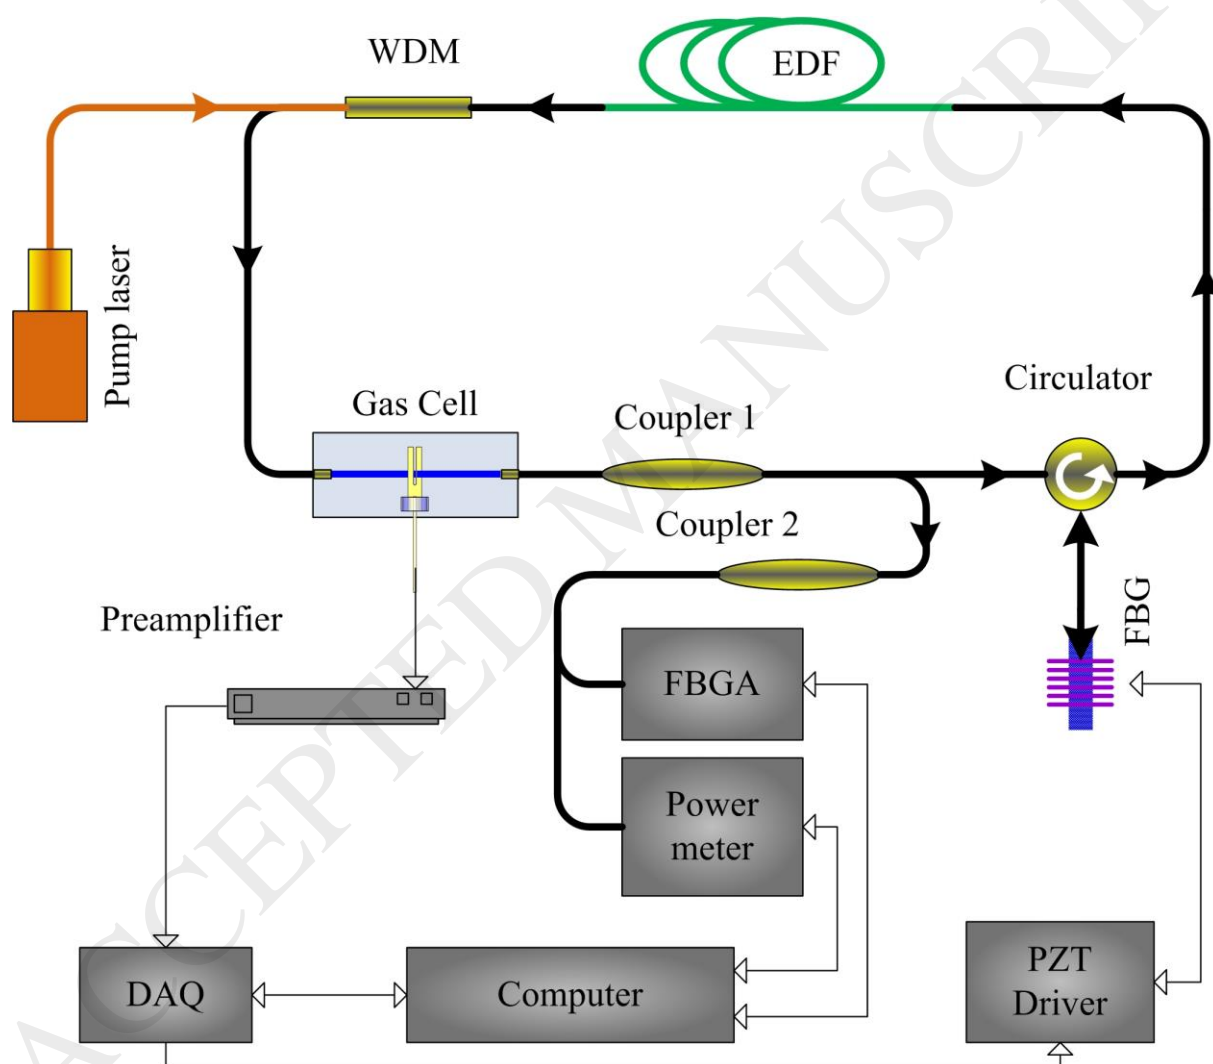 WDM
EDF
Pump laser
Gas Cell
Coupler 1
Circulator
Coupler 2
FBG
Preamplifier
FBGA
Power
meter
DAQ
Computer
PZT
Driver
ACCEPTED MANUSCRIPT